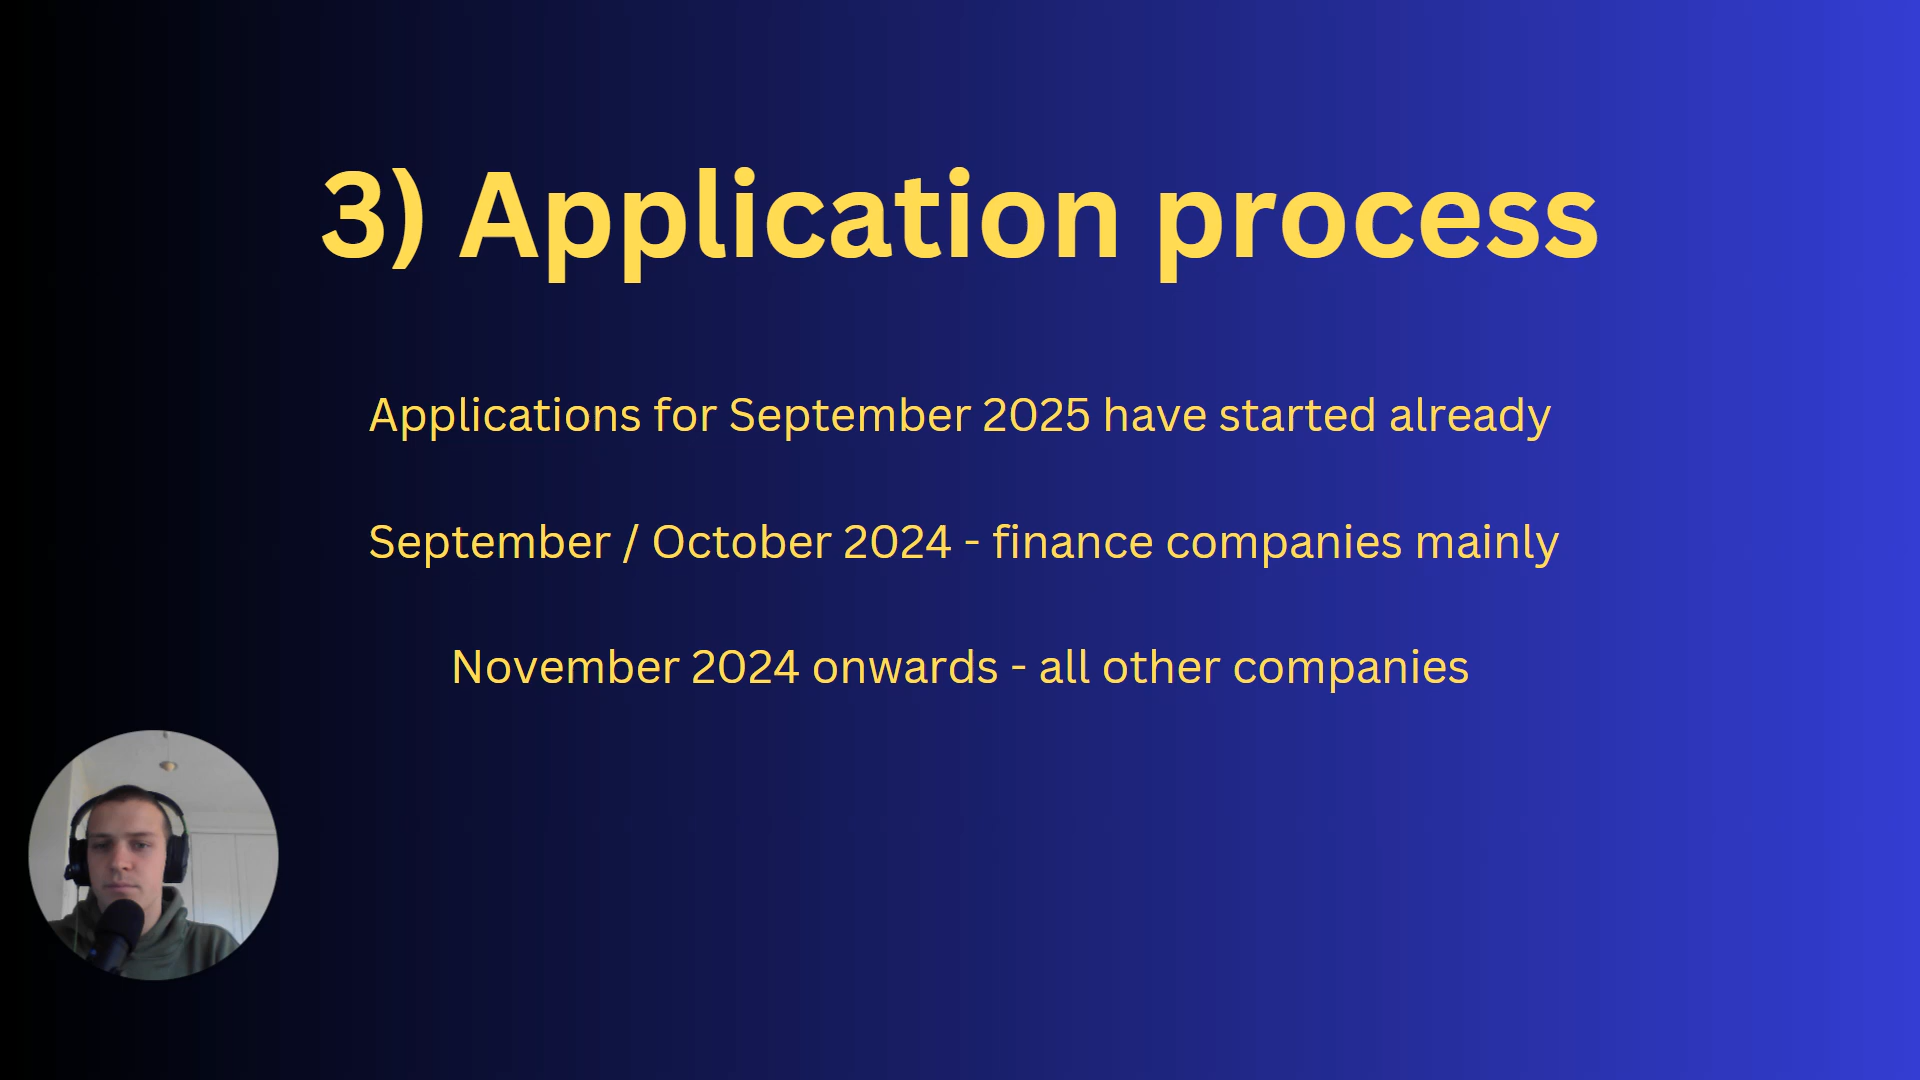 3) Application process
Applications for September 2025 have started already
September / October 2024 - finance companies mainly
November 2024 onwards - all other companies